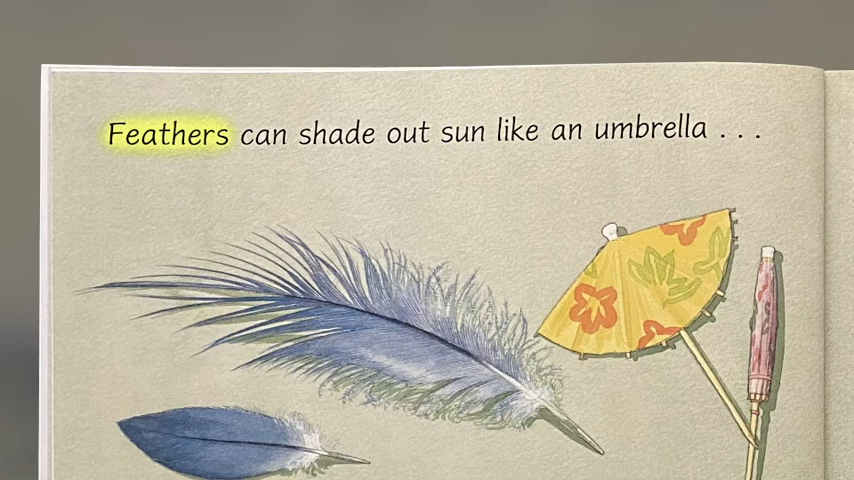 Feathers can shade out sun like an umbrella . . .